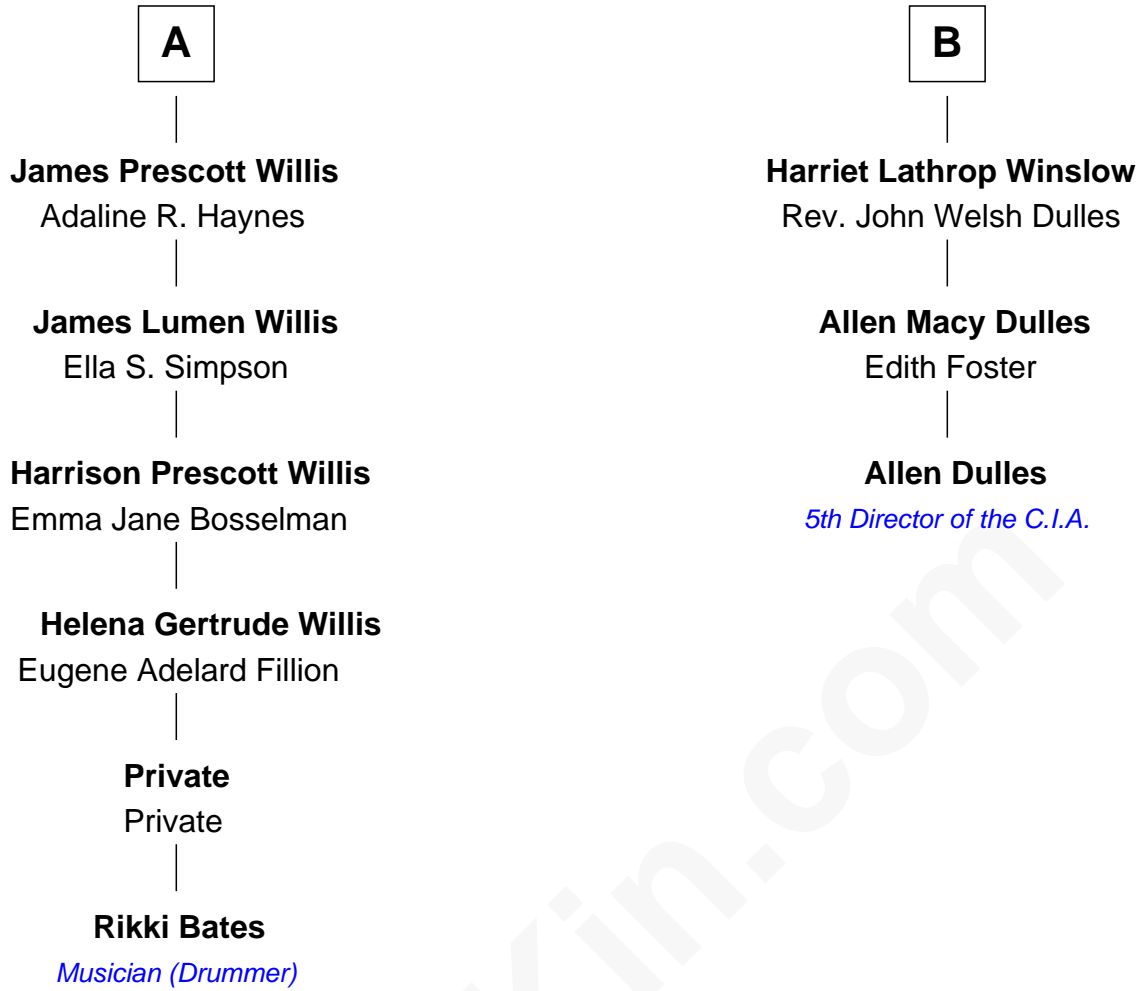 A
James Prescott Willis
Adaline R. Haynes
James Lumen Willis
Ella S. Simpson
Harrison Prescott Willis
Emma Jane Bosselman
Helena Gertrude Willis
Eugene Adelard Fillion
Private
Private
Rikki Bates
Musician (Drummer)
B
Harriet Lathrop Winslow
Rev. John Welsh Dulles
Allen Macy Dulles
Edith Foster
Allen Dulles
5th Director of the C.I.A.
Kin.com